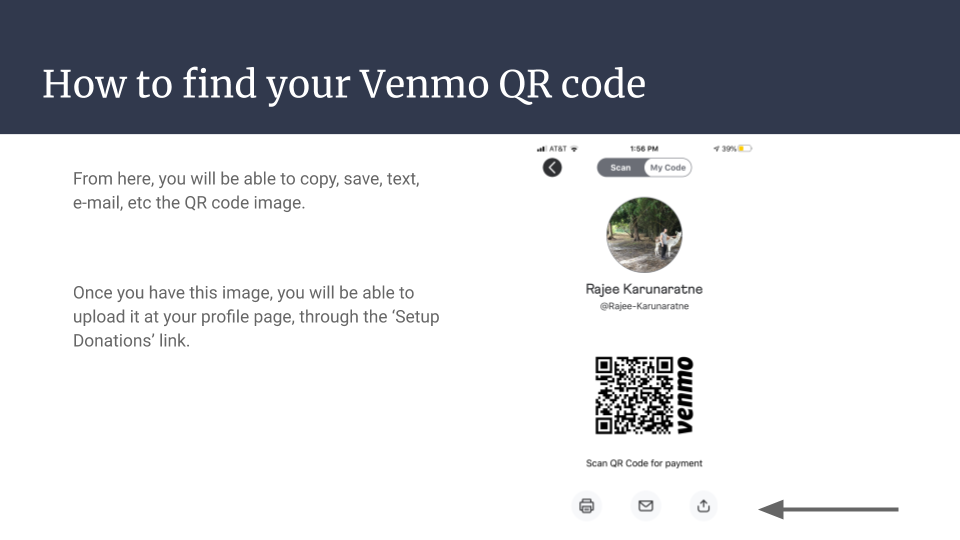 How to find your Venmo QR code
From here, you will be able to copy, save, text,
e-mail, etc the QR code image.
Once you have this image, you will be able to
upload it at your profile page, through the ‘Setup
Donations’ link.
AT&T 1:56 PM 39%
Scan My Code
Rajee Karunaratne
@Rajee-Karunaratne
venmo
Scan QR Code for payment